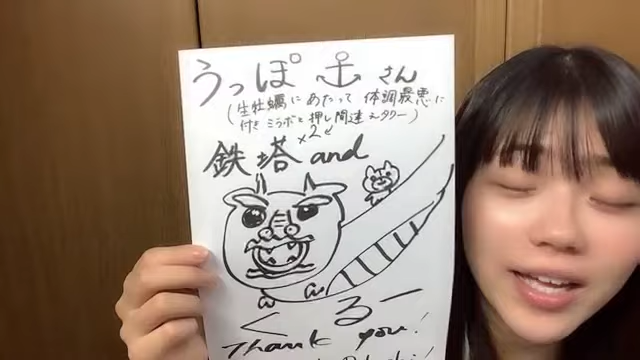 うっぽ⚓さん
(生牡蠣にあたって 体調最悪に
付き ミラボと押し間違えタワー)
×2
鉄塔 and
くるー
Thank you!